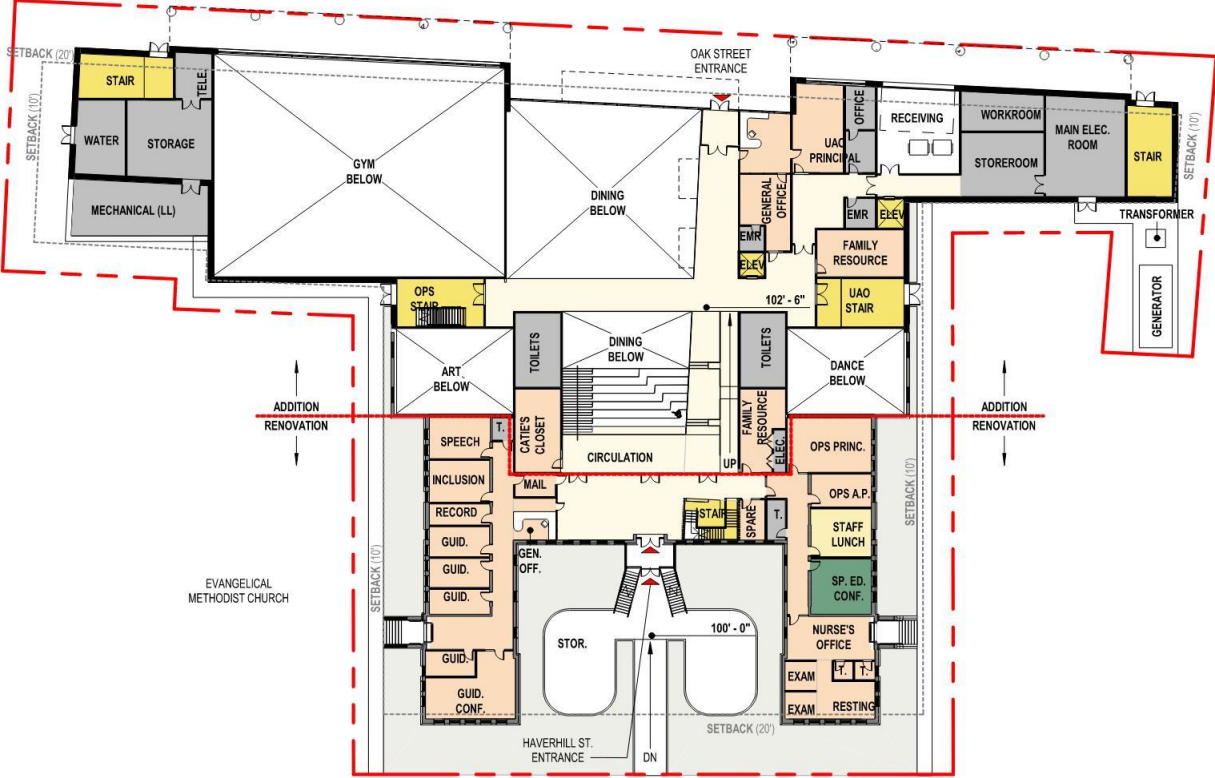 SETBACK (20')
SETBACK (10')
STAIR
TELE.
WATER
STORAGE
MECHANICAL (LL)
GYM
BELOW
DINING
BELOW
OAK STREET
ENTRANCE
UAO
PRINCIPAL
OFFICE
GENERAL
OFFICE
EMR
ELEV
RECEIVING
WORKROOM
STOREROOM
MAIN ELEC.
ROOM
STAIR
SETBACK (10')
EMR
ELEV
FAMILY
RESOURCE
UAO
STAIR
TRANSFORMER
GENERATOR
OPS
STAIR
102' - 6"
TOILETS
DINING
BELOW
TOILETS
ART
BELOW
DANCE
BELOW
ADDITION
RENOVATION
ADDITION
RENOVATION
CATIE'S
CLOSET
CIRCULATION
UP
FAMILY
RESOURCE
ELEC.
SPEECH
T.
INCLUSION
RECORD
GUID.
GUID.
GUID.
GUID.
GUID.
CONF.
MAIL
GEN.
OFF.
STAIR
SPARE
T.
OPS PRINC.
OPS A.P.
STAFF
LUNCH
SP. ED.
CONF.
NURSE'S
OFFICE
EXAM
T.
T.
EXAM
RESTING
STOR.
100' - 0"
EVANGELICAL
METHODIST CHURCH
SETBACK (10')
SETBACK (10')
SETBACK (20')
HAVERHILL ST.
ENTRANCE
DN